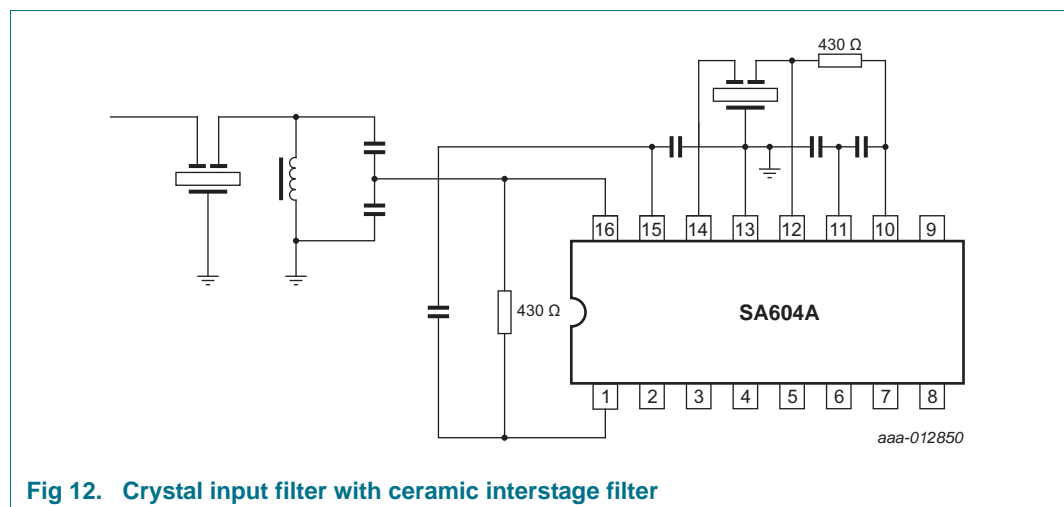 430 Ω
16 15 14 13 12 11 10 9
430 Ω
SA604A
1 2 3 4 5 6 7 8
aaa-012850
Fig 12. Crystal input filter with ceramic interstage filter